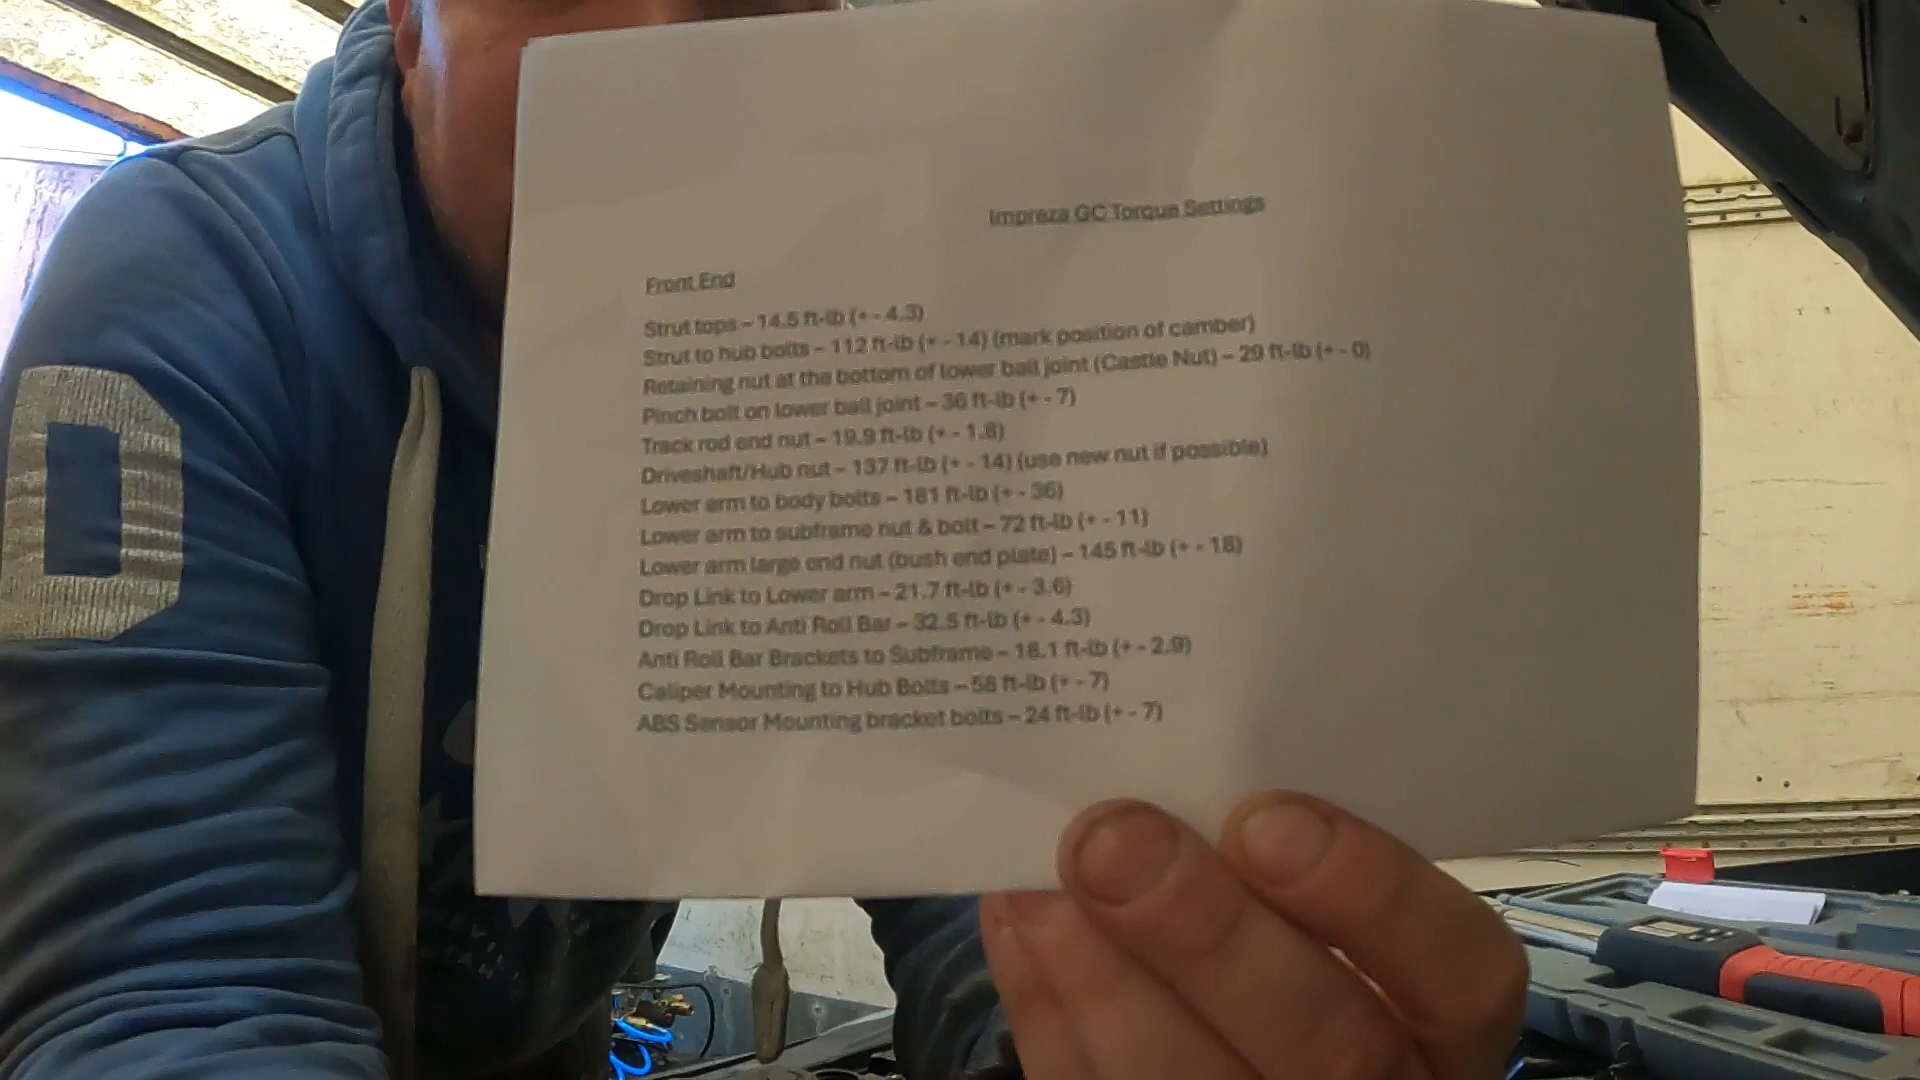 Impreza GC Torque Settings
Front End
Strut tops – 14.5 ft-lb (+ - 4.3)
Strut to hub bolts – 112 ft-lb (+ - 14) (mark position of camber)
Retaining nut at the bottom of lower ball joint (Castle Nut) – 29 ft-lb (+ - 0)
Pinch bolt on lower ball joint – 36 ft-lb (+ - 7)
Track rod end nut – 19.9 ft-lb (+ - 1.8)
Driveshaft/Hub nut – 137 ft-lb (+ - 14) (use new nut if possible)
Lower arm to body bolts – 181 ft-lb (+ - 36)
Lower arm to subframe nut & bolt – 72 ft-lb (+ - 11)
Lower arm large end nut (bush end plate) – 145 ft-lb (+ - 18)
Drop Link to Lower arm – 21.7 ft-lb (+ - 3.6)
Drop Link to Anti Roll Bar – 32.5 ft-lb (+ - 4.3)
Anti Roll Bar Brackets to Subframe – 18.1 ft-lb (+ - 2.9)
Caliper Mounting to Hub Bolts – 58 ft-lb (+ - 7)
ABS Sensor Mounting bracket bolts – 24 ft-lb (+ - 7)